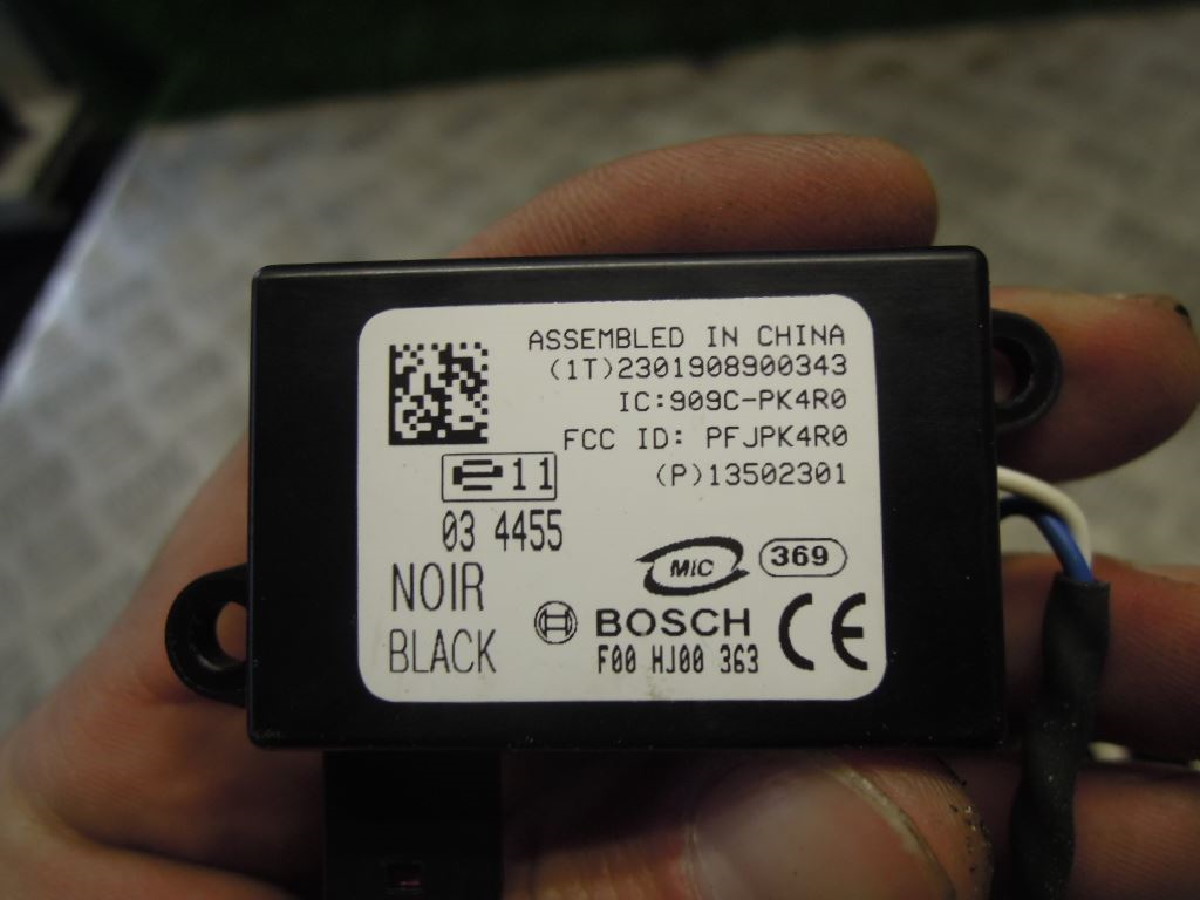 ASSEMBLED IN CHINA
(1T)2301908900343
IC:909C-PK4R0
FCC ID: PFJPK4R0
e11
(P)13502301
03 4455
MIC
369
NOIR
BLACK
BOSCH
F00 HJ00 363
CE